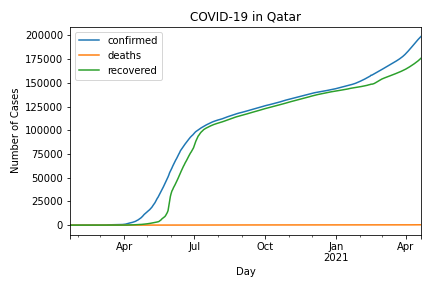 COVID-19 in Qatar
confirmed
deaths
recovered
Number of Cases
200000
175000
150000
125000
100000
75000
50000
25000
0
Apr
Jul
Oct
Jan
2021
Apr
Day